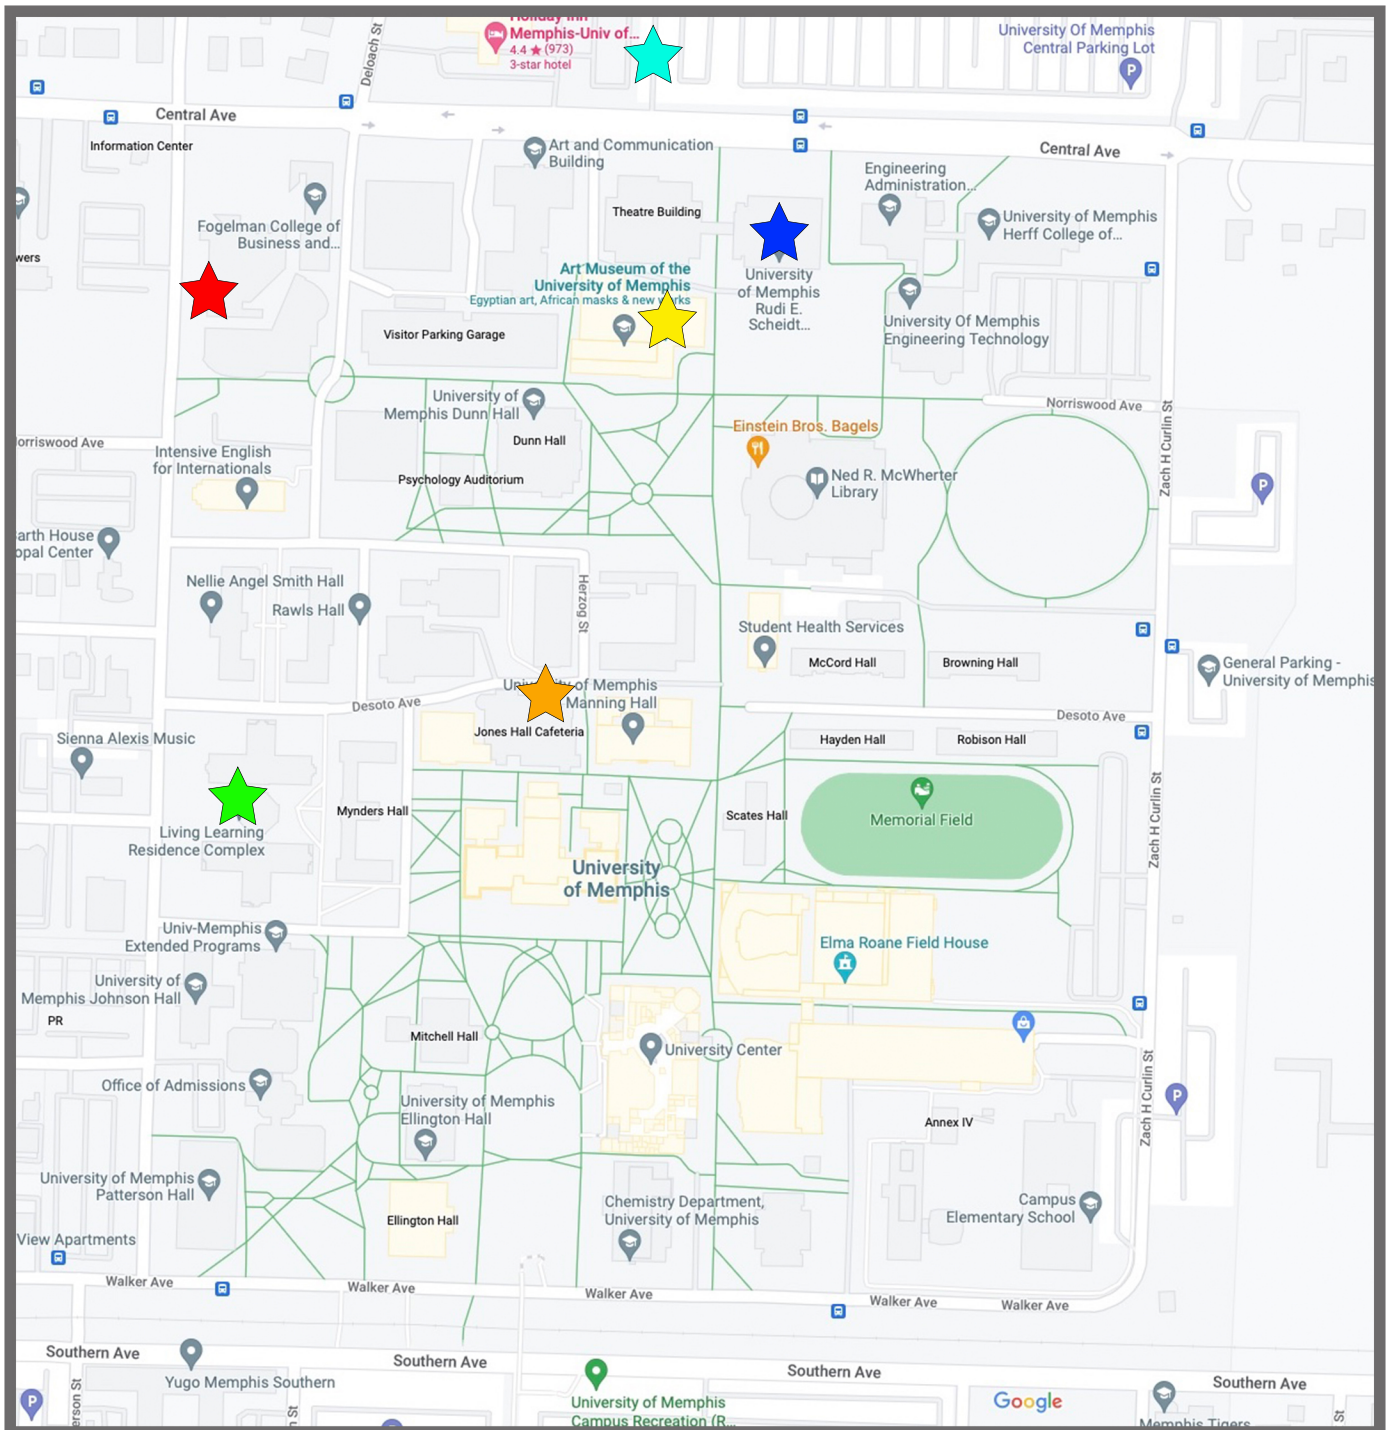 Holiday Inn
Memphis-Univ of...
4.4 ★ (973)
3-star hotel
University Of Memphis
Central Parking Lot
P
Deloach St
Central Ave
Information Center
Art and Communication
Building
Central Ave
Engineering
Administration...
Theatre Building
Fogelman College of
Business and...
University of Memphis
Herff College of...
wers
Art Museum of the
University of Memphis
Egyptian art, African masks & new works
University
of Memphis
Rudi E.
Scheidt...
University Of Memphis
Engineering Technology
Visitor Parking Garage
University of
Memphis Dunn Hall
Norriswood Ave
Zach H Curlin St
Einstein Bros. Bagels
Dunn Hall
Norriswood Ave
Intensive English
for Internationals
Psychology Auditorium
Ned R. McWherter
Library
P
arth House
opal Center
Nellie Angel Smith Hall
Rawls Hall
Herzog St
Student Health Services
McCord Hall
Browning Hall
General Parking -
University of Memphis
University of Memphis
Manning Hall
Desoto Ave
Desoto Ave
Jones Hall Cafeteria
Sienna Alexis Music
Hayden Hall
Robison Hall
Zach H Curlin St
Mynders Hall
Scates Hall
Memorial Field
Living Learning
Residence Complex
University
of Memphis
Univ-Memphis
Extended Programs
Elma Roane Field House
University of
Memphis Johnson Hall
PR
Mitchell Hall
University Center
Office of Admissions
Zach H Curlin St
P
University of Memphis
Ellington Hall
Annex IV
University of Memphis
Patterson Hall
Chemistry Department,
University of Memphis
Campus
Elementary School
Ellington Hall
View Apartments
Walker Ave
Walker Ave
Walker Ave
Walker Ave
Walker Ave
Southern Ave
Southern Ave
Southern Ave
Southern Ave
Yugo Memphis Southern
P
erson St
n St
University of Memphis
Campus Recreation (R...
Google
Memphis Tigers
St